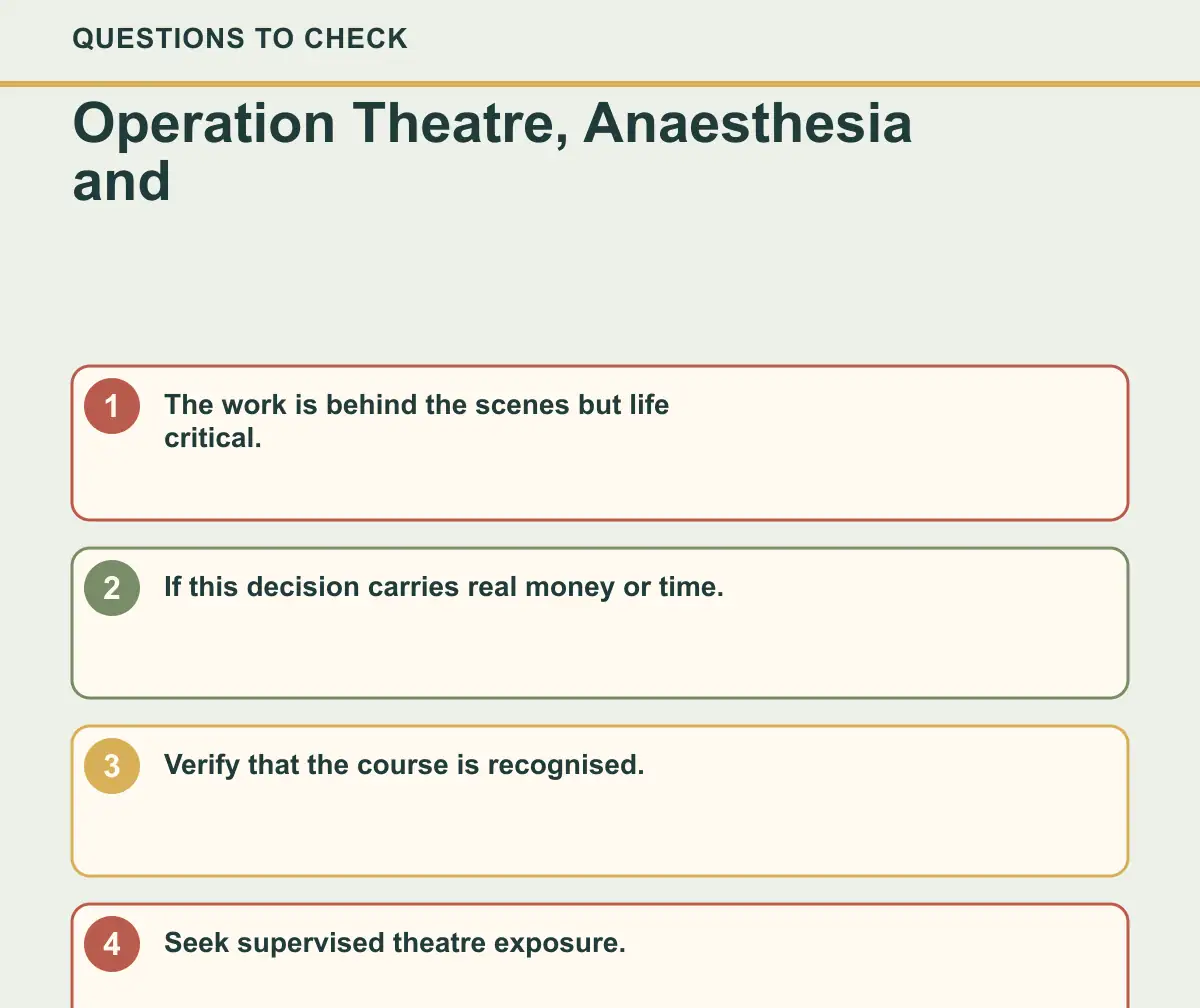 QUESTIONS TO CHECK
Operation Theatre, Anaesthesia
and
1
The work is behind the scenes but life
critical.
2
If this decision carries real money or time.
3
Verify that the course is recognised.
4
Seek supervised theatre exposure.